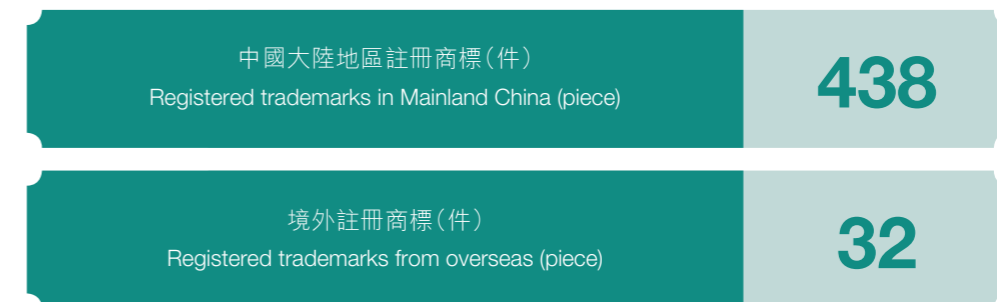 中國大陸地區註冊商標（件）
Registered trademarks in Mainland China (piece)
438
境外註冊商標（件）
Registered trademarks from overseas (piece)
32